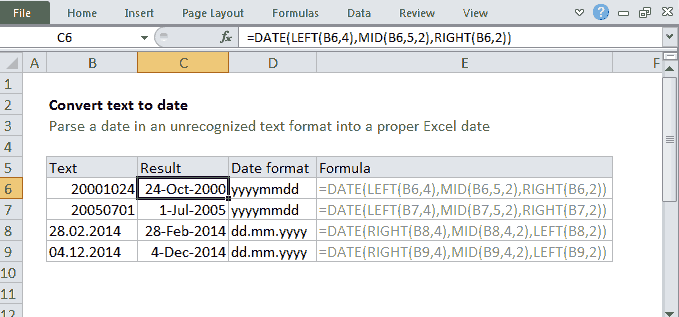 File Home Insert Page Layout Formulas Data Review View
C6 fx =DATE(LEFT(B6,4),MID(B6,5,2),RIGHT(B6,2))
A B C D E F
1
2 Convert text to date
3 Parse a date in an unrecognized text format into a proper Excel date
4
5 Text Result Date format Formula
6 20001024 24-Oct-2000 yyyymmdd =DATE(LEFT(B6,4),MID(B6,5,2),RIGHT(B6,2))
7 20050701 1-Jul-2005 yyyymmdd =DATE(LEFT(B7,4),MID(B7,5,2),RIGHT(B7,2))
8 28.02.2014 28-Feb-2014 dd.mm.yyyy =DATE(RIGHT(B8,4),MID(B8,4,2),LEFT(B8,2))
9 04.12.2014 4-Dec-2014 dd.mm.yyyy =DATE(RIGHT(B9,4),MID(B9,4,2),LEFT(B9,2))
10
11
12